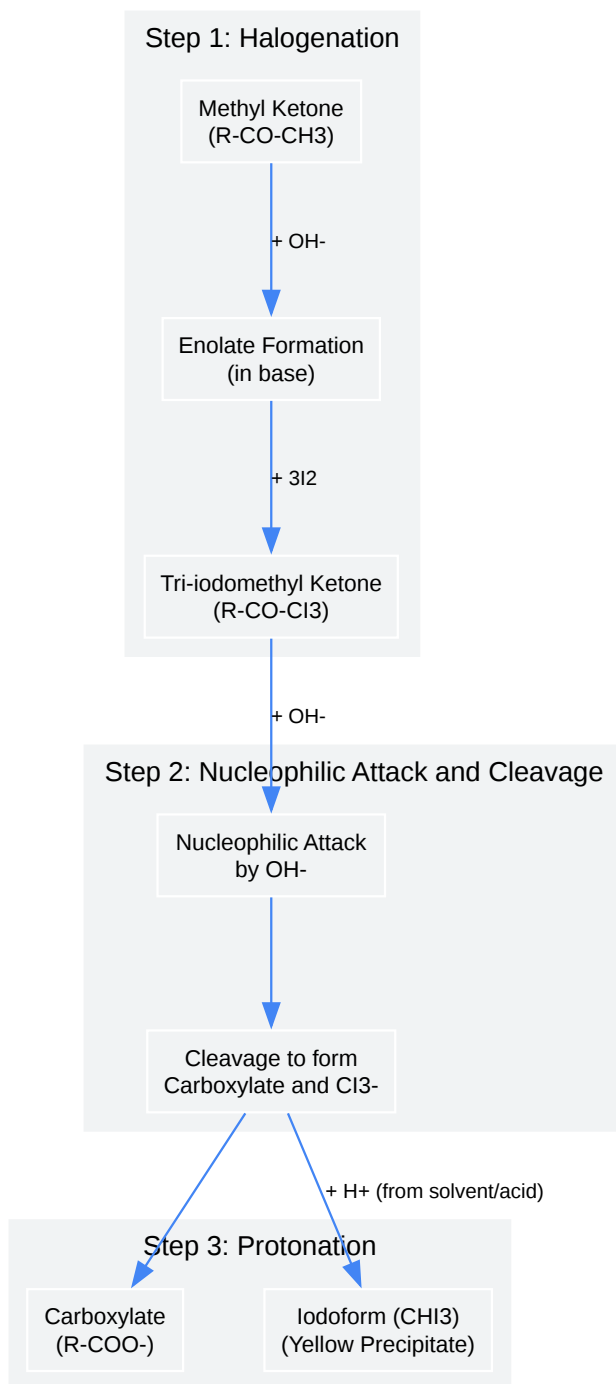 Step 1: Halogenation
Methyl Ketone
(R-CO-CH3)
+ OH-
Enolate Formation
(in base)
+ 3I2
Tri-iodomethyl Ketone
(R-CO-CI3)
+ OH-
Step 2: Nucleophilic Attack and Cleavage
Nucleophilic Attack
by OH-
Cleavage to form
Carboxylate and CI3-
+ H+ (from solvent/acid)
Step 3: Protonation
Carboxylate
(R-COO-)
Iodoform (CHI3)
(Yellow Precipitate)